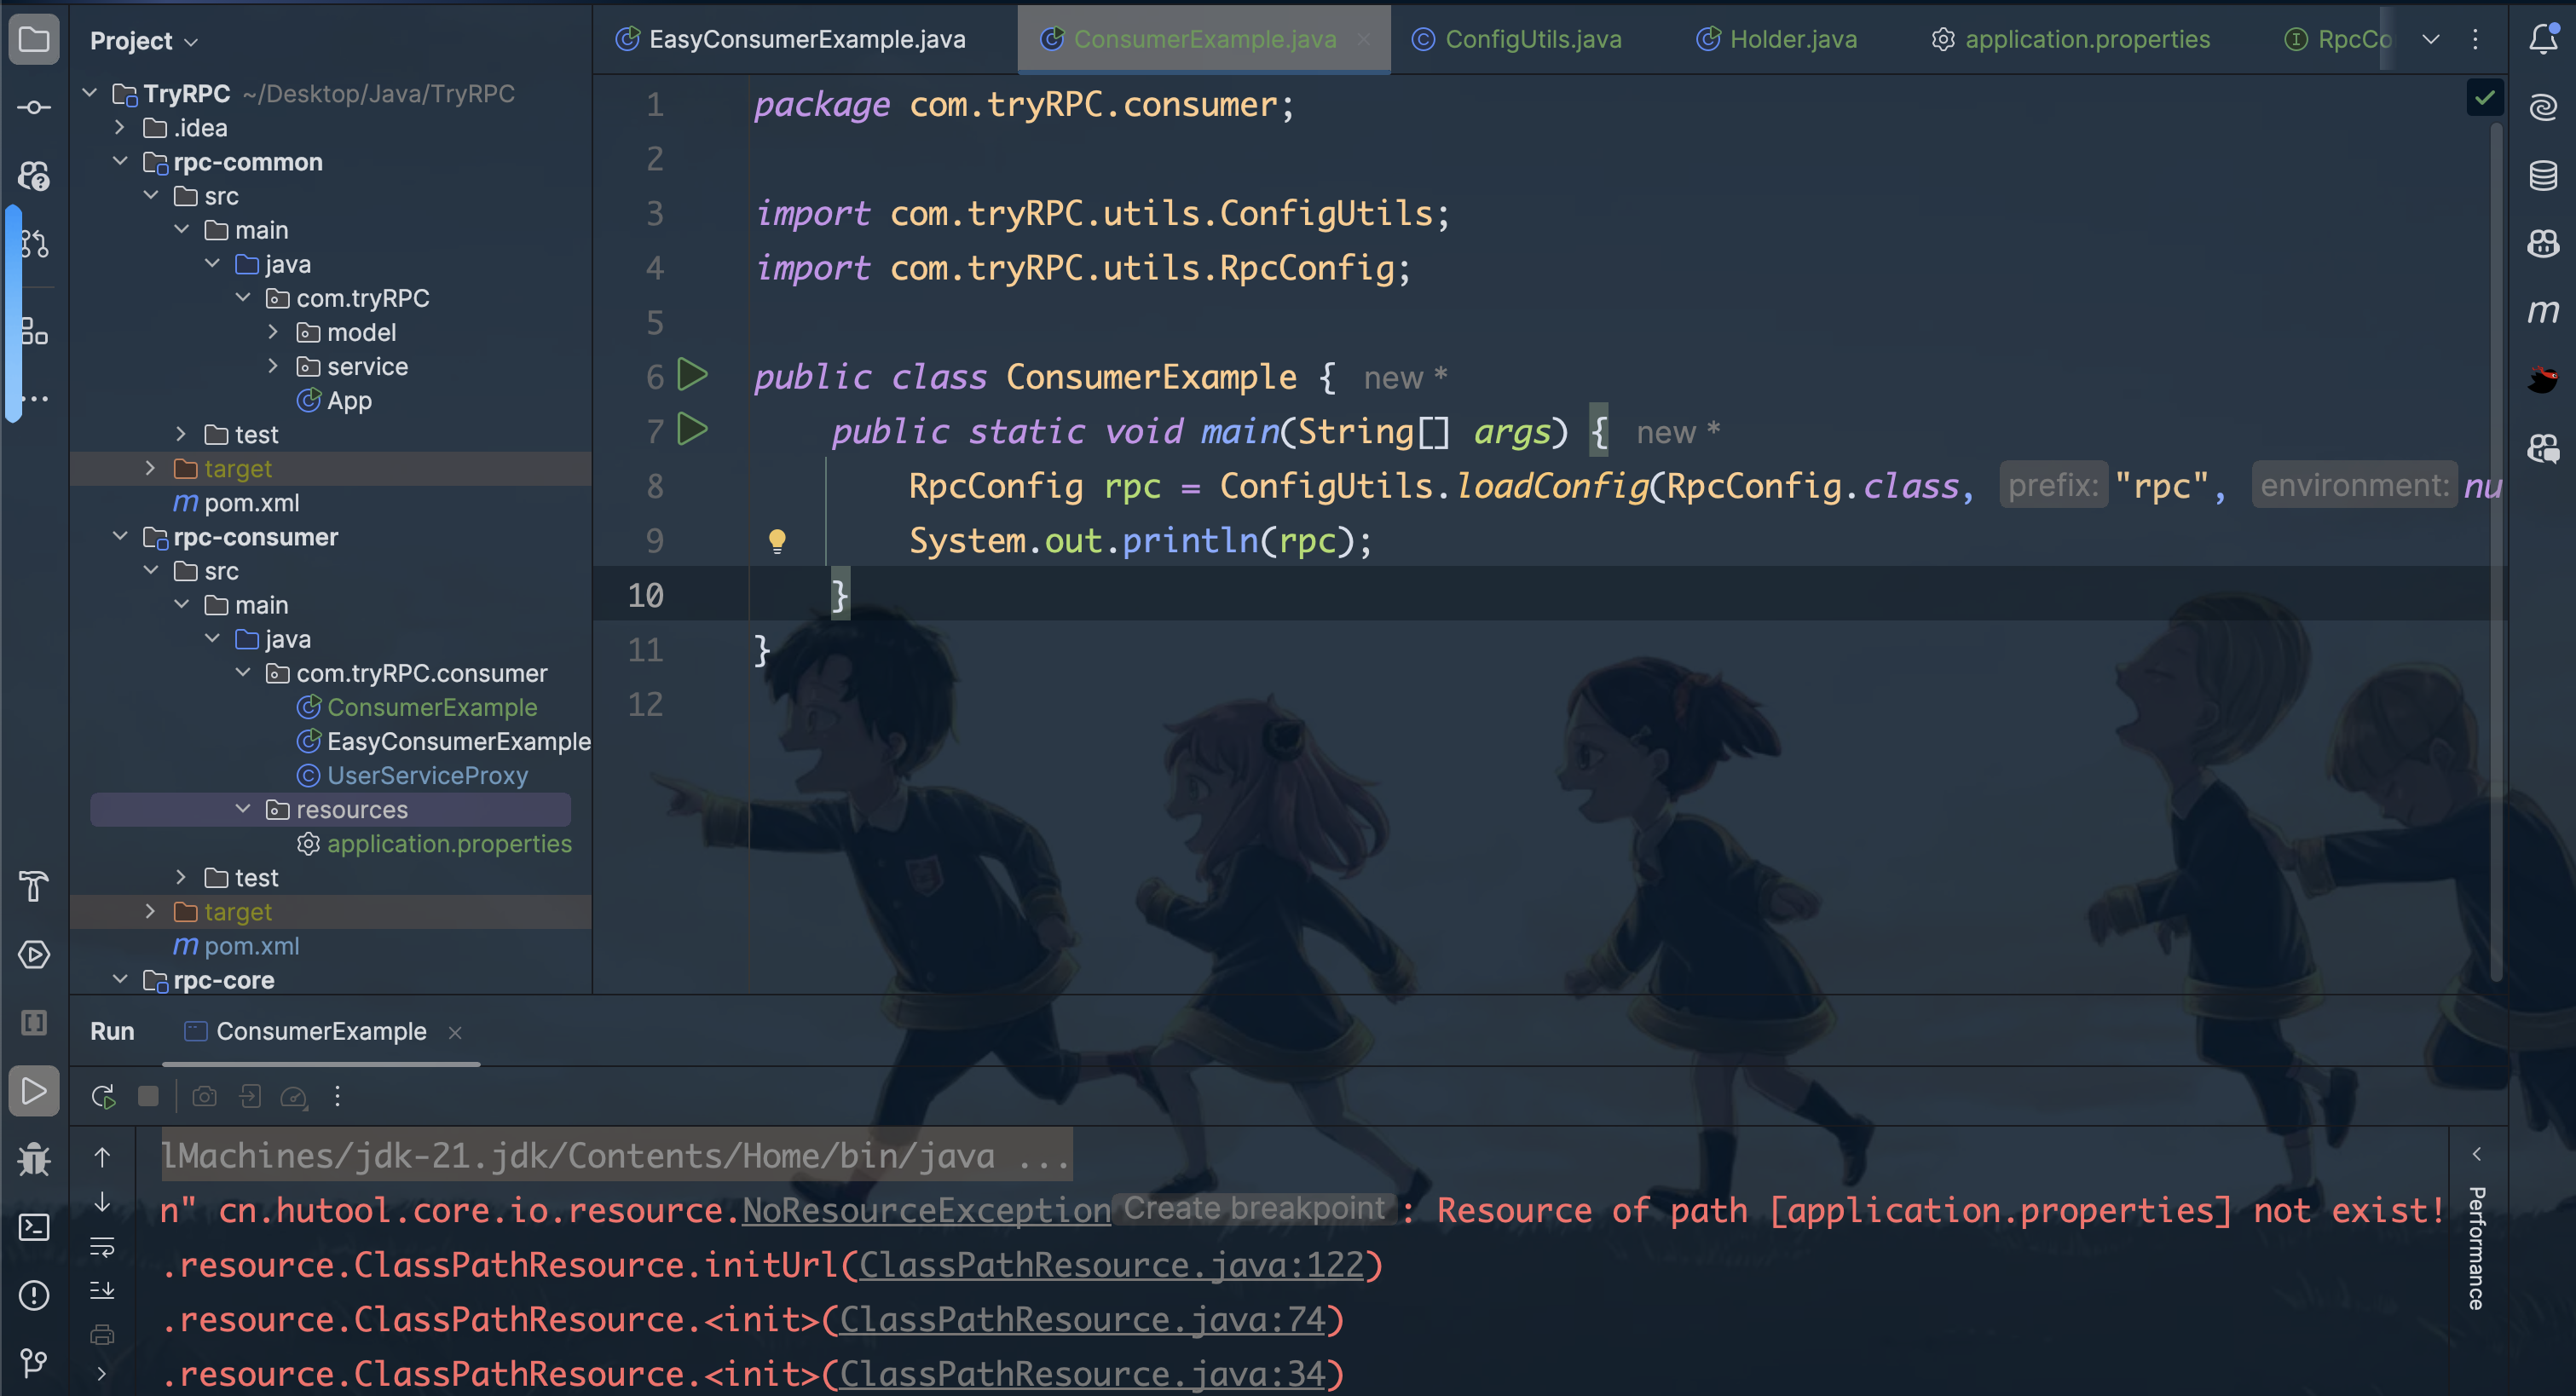 Project
EasyConsumerExample.java
ConsumerExample.java
ConfigUtils.java
Holder.java
application.properties
RpcCo
TryRPC ~/Desktop/Java/TryRPC
.idea
rpc-common
src
main
java
com.tryRPC
model
service
App
test
target
pom.xml
rpc-consumer
src
main
java
com.tryRPC.consumer
ConsumerExample
EasyConsumerExample
UserServiceProxy
resources
application.properties
test
target
pom.xml
rpc-core
1 package com.tryRPC.consumer;
2
3 import com.tryRPC.utils.ConfigUtils;
4 import com.tryRPC.utils.RpcConfig;
5
6 public class ConsumerExample { new *
7 public static void main(String[] args) { new *
8 RpcConfig rpc = ConfigUtils.loadConfig(RpcConfig.class, prefix: "rpc", environment: nu
9 System.out.println(rpc);
10 }
11 }
12
Run ConsumerExample
lMachines/jdk-21.jdk/Contents/Home/bin/java ...
n" cn.hutool.core.io.resource.NoResourceException Create breakpoint : Resource of path [application.properties] not exist!
.resource.ClassPathResource.initUrl(ClassPathResource.java:122)
.resource.ClassPathResource.<init>(ClassPathResource.java:74)
.resource.ClassPathResource.<init>(ClassPathResource.java:34)
Performance